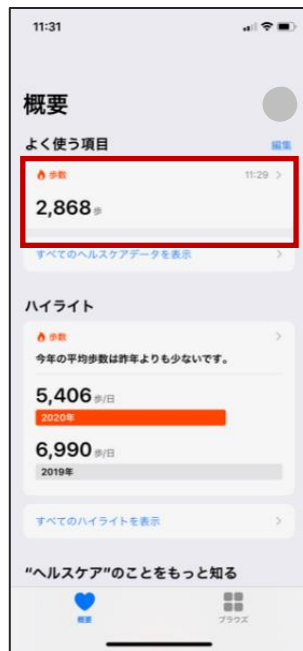 11:31
概要
よく使う項目 編集
歩数 11:29
2,868歩
すべてのヘルスケアデータを表示
ハイライト
歩数
今年の平均歩数は昨年よりも少ないです。
5,406歩/日
2020年
6,990歩/日
2019年
すべてのハイライトを表示
“ヘルスケア”のことをもっと知る
概要 ブラウズ